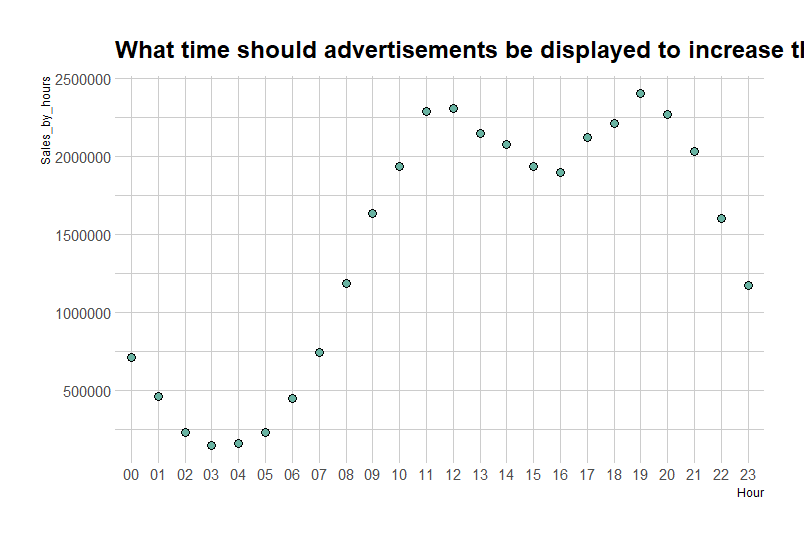 What time should advertisements be displayed to increase
Sales_by_hours
2500000
2000000
1500000
1000000
500000
00 01 02 03 04 05 06 07 08 09 10 11 12 13 14 15 16 17 18 19 20 21 22 23
Hour